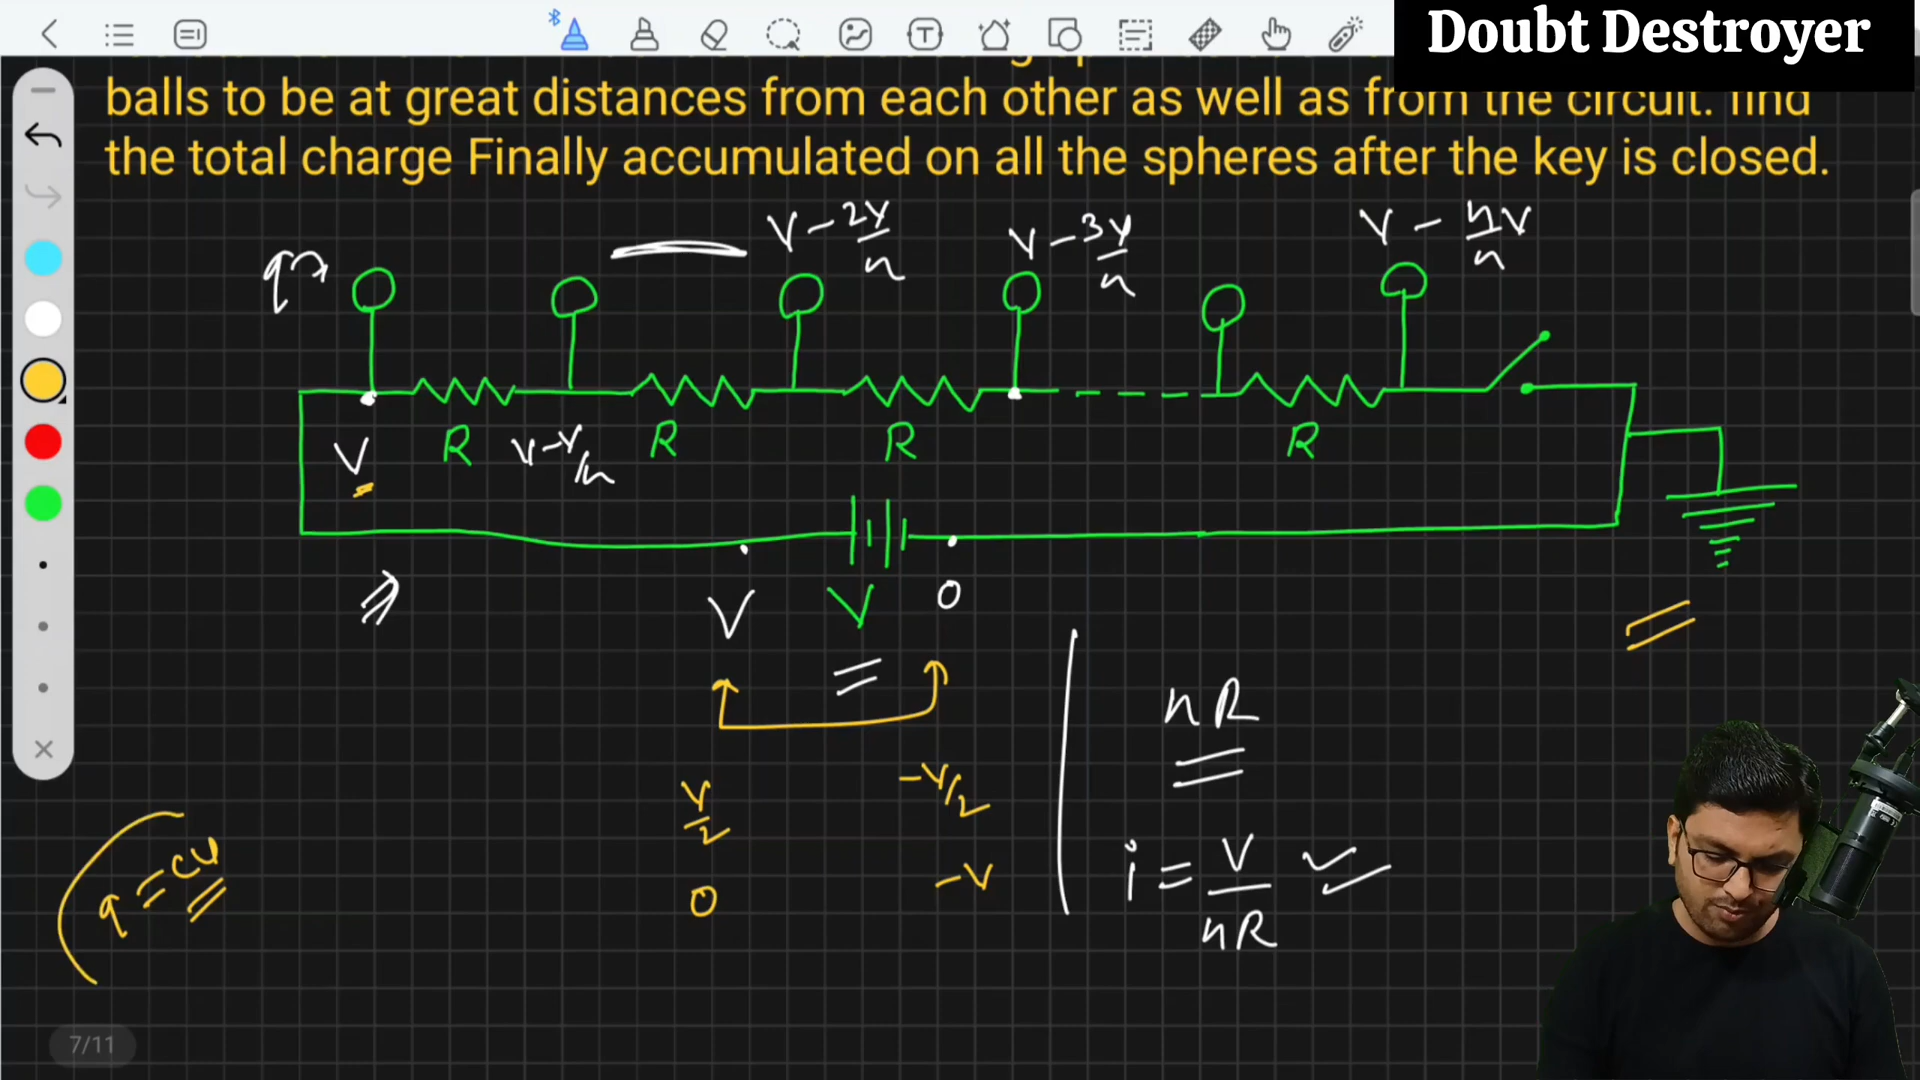 Doubt Destroyer
balls to be at great distances from each other as well as from the circuit. find
the total charge Finally accumulated on all the spheres after the key is closed.
V - 2V/n
V - 3V/n
V - nV/n
q
V
R
V - V/n
R
R
R
V
V
0
nR
V/2
-V/2
q = CV
0
-V
i = V/nR
7/11